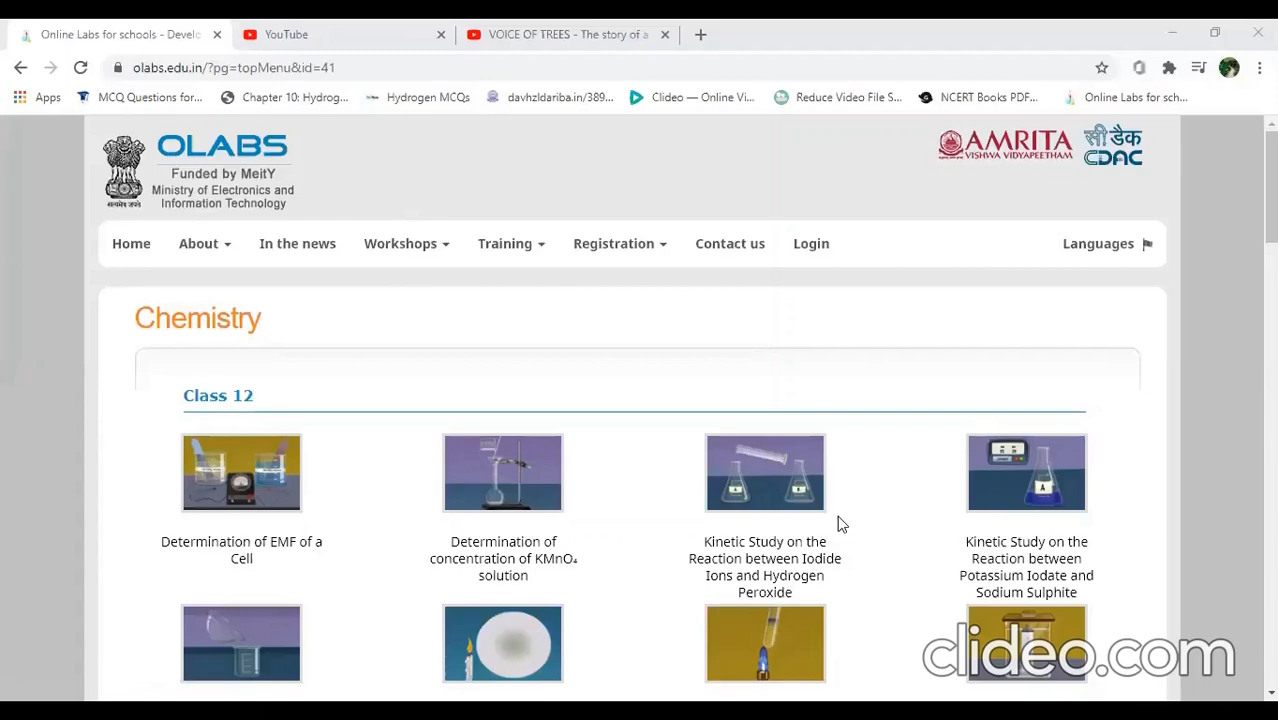 Online Labs for schools - Develo
YouTube
VOICE OF TREES - The story of a
olabs.edu.in/?pg=topMenu&id=41
Apps
MCQ Questions for...
Chapter 10: Hydrog...
Hydrogen MCQs
davhzldariba.in/389...
Clideo — Online Vi...
Reduce Video File S...
NCERT Books PDF...
Online Labs for sch...
सत्यमेव जयते
OLABS
Funded by MeitY
Ministry of Electronics and
Information Technology
AMRITA
VISHWA VIDYAPEETHAM
सी डैक
CDAC
Home
About
In the news
Workshops
Training
Registration
Contact us
Login
Languages
Chemistry
Class 12
Determination of EMF of a
Cell
Determination of
concentration of KMnO₄
solution
Kinetic Study on the
Reaction between Iodide
Ions and Hydrogen
Peroxide
Kinetic Study on the
Reaction between
Potassium Iodate and
Sodium Sulphite
A
clideo.com